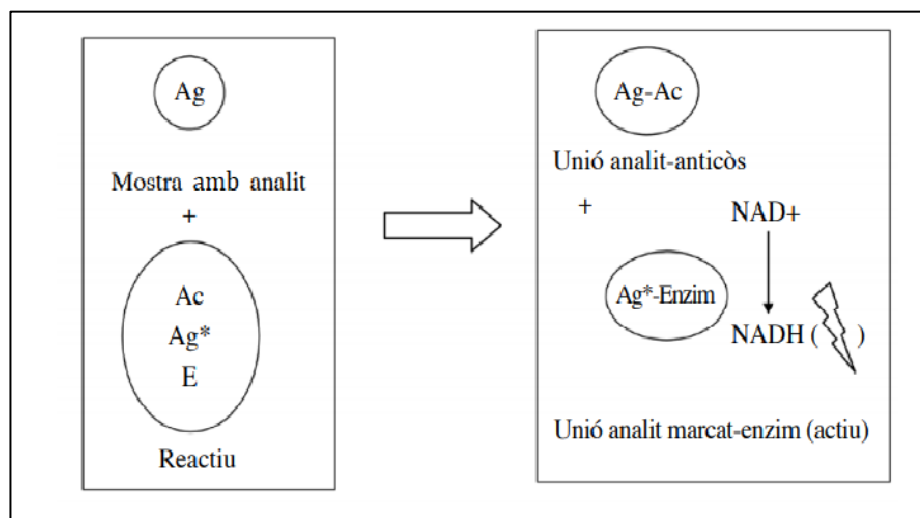 Ag
Mostra amb analit
+
Ac
Ag*
E
Reactiu
Ag-Ac
Unió analit-anticòs
+
NAD+
Ag*-Enzim
NADH ( )
Unió analit marcat-enzim (actiu)